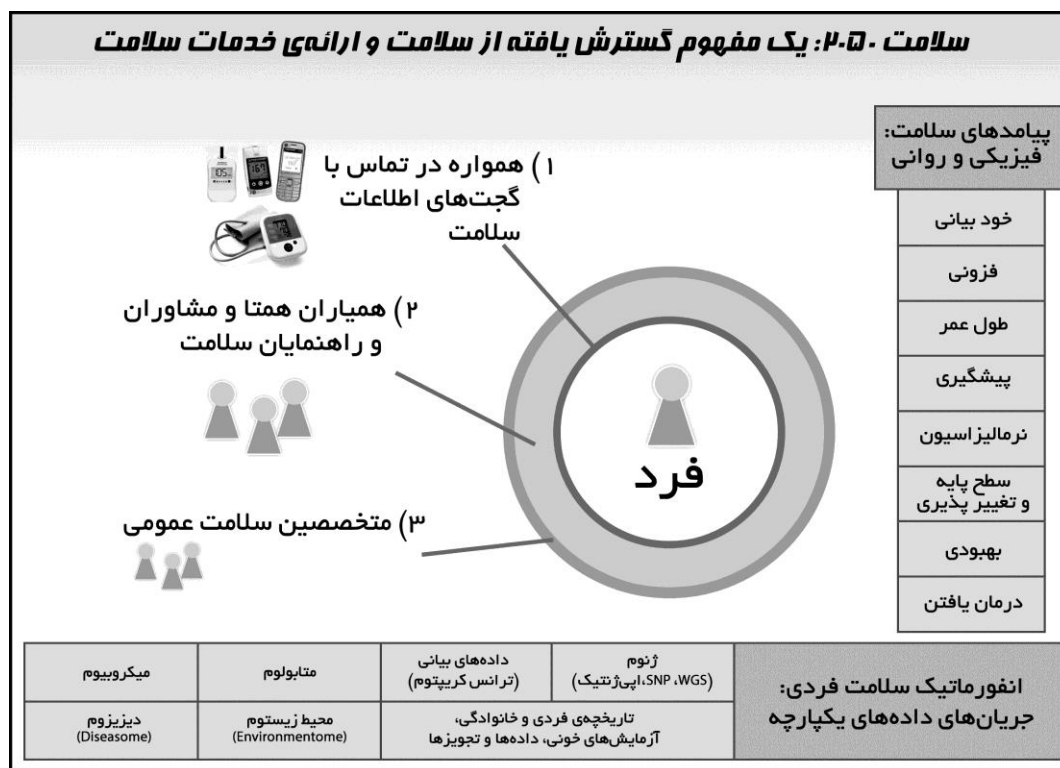 سلامت ۲۰۵۰: یک مفهوم گسترش یافته از سلامت و ارائه‌ی خدمات سلامت
پیامدهای سلامت:
فیزیکی و روانی
خود بیانی
فزونی
طول عمر
پیشگیری
نرمالیزاسیون
سطح پایه
و تغییر پذیری
بهبودی
درمان یافتن
۱) همواره در تماس با
گجت‌های اطلاعات
سلامت
۲) همیاران همتا و مشاوران
و راهنمایان سلامت
۳) متخصصین سلامت عمومی
فرد
انفورماتیک سلامت فردی:
جریان‌های داده‌های یکپارچه
ژنوم
(SNP ،WGS،اپی‌ژنتیک)
داده‌های بیانی
(ترانس کریپتوم)
متابولوم
میکروبیوم
تاریخچه‌ی فردی و خانوادگی،
آزمایش‌های خونی، داده‌ها و تجویزها
محیط زیستوم
(Environmentome)
دیزیزوم
(Diseasome)